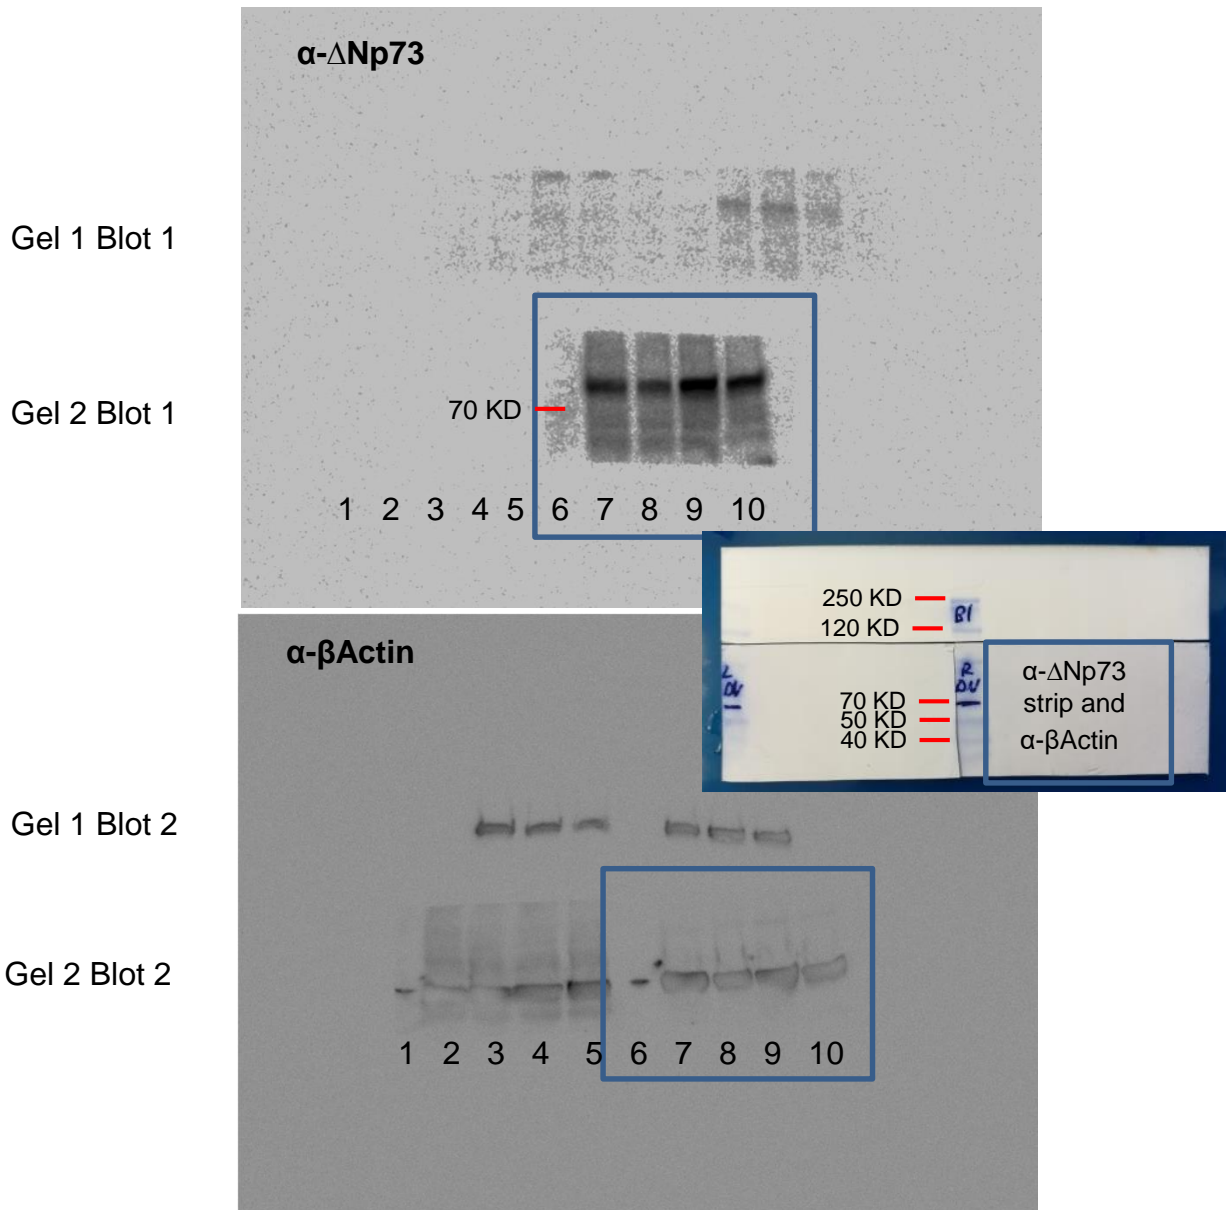 α-ΔNp73
Gel 1 Blot 1
Gel 2 Blot 1
70 KD
1 2 3 4 5 6 7 8 9 10
250 KD
120 KD
B1
L
DV
R
DV
70 KD
50 KD
40 KD
α-ΔNp73
strip and
α-βActin
α-βActin
Gel 1 Blot 2
Gel 2 Blot 2
1 2 3 4 5 6 7 8 9 10